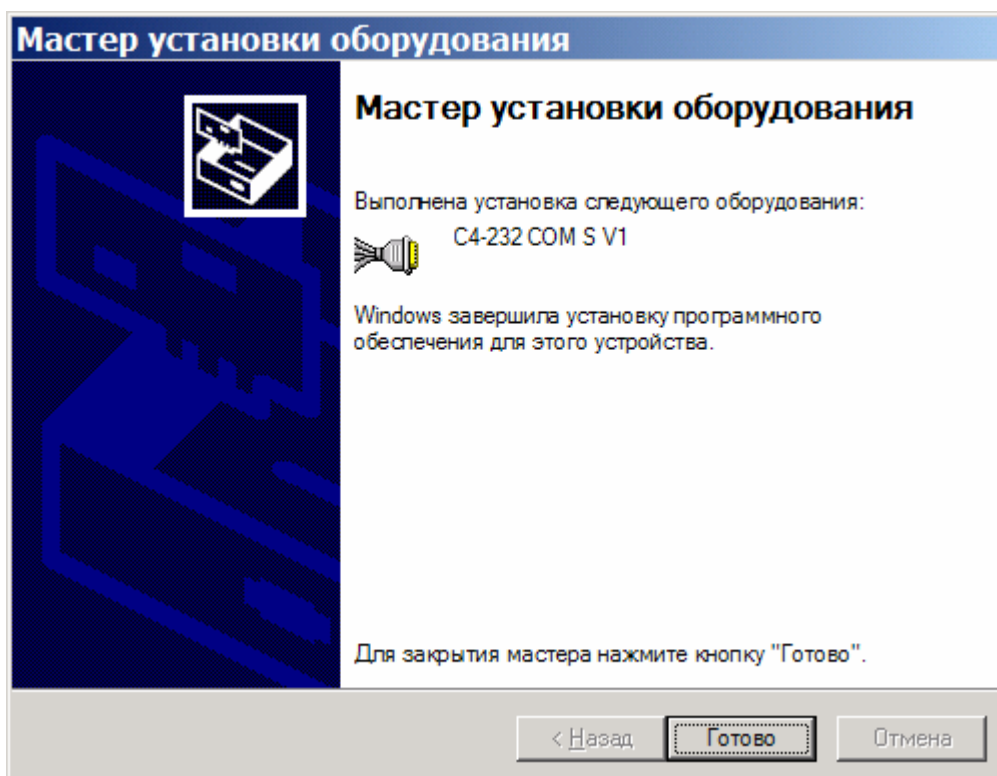 Мастер установки оборудования
Мастер установки оборудования
Выполнена установка следующего оборудования:
C4-232 COM S V1
Windows завершила установку программного
обеспечения для этого устройства.
Для закрытия мастера нажмите кнопку "Готово".
< Назад
Готово
Отмена